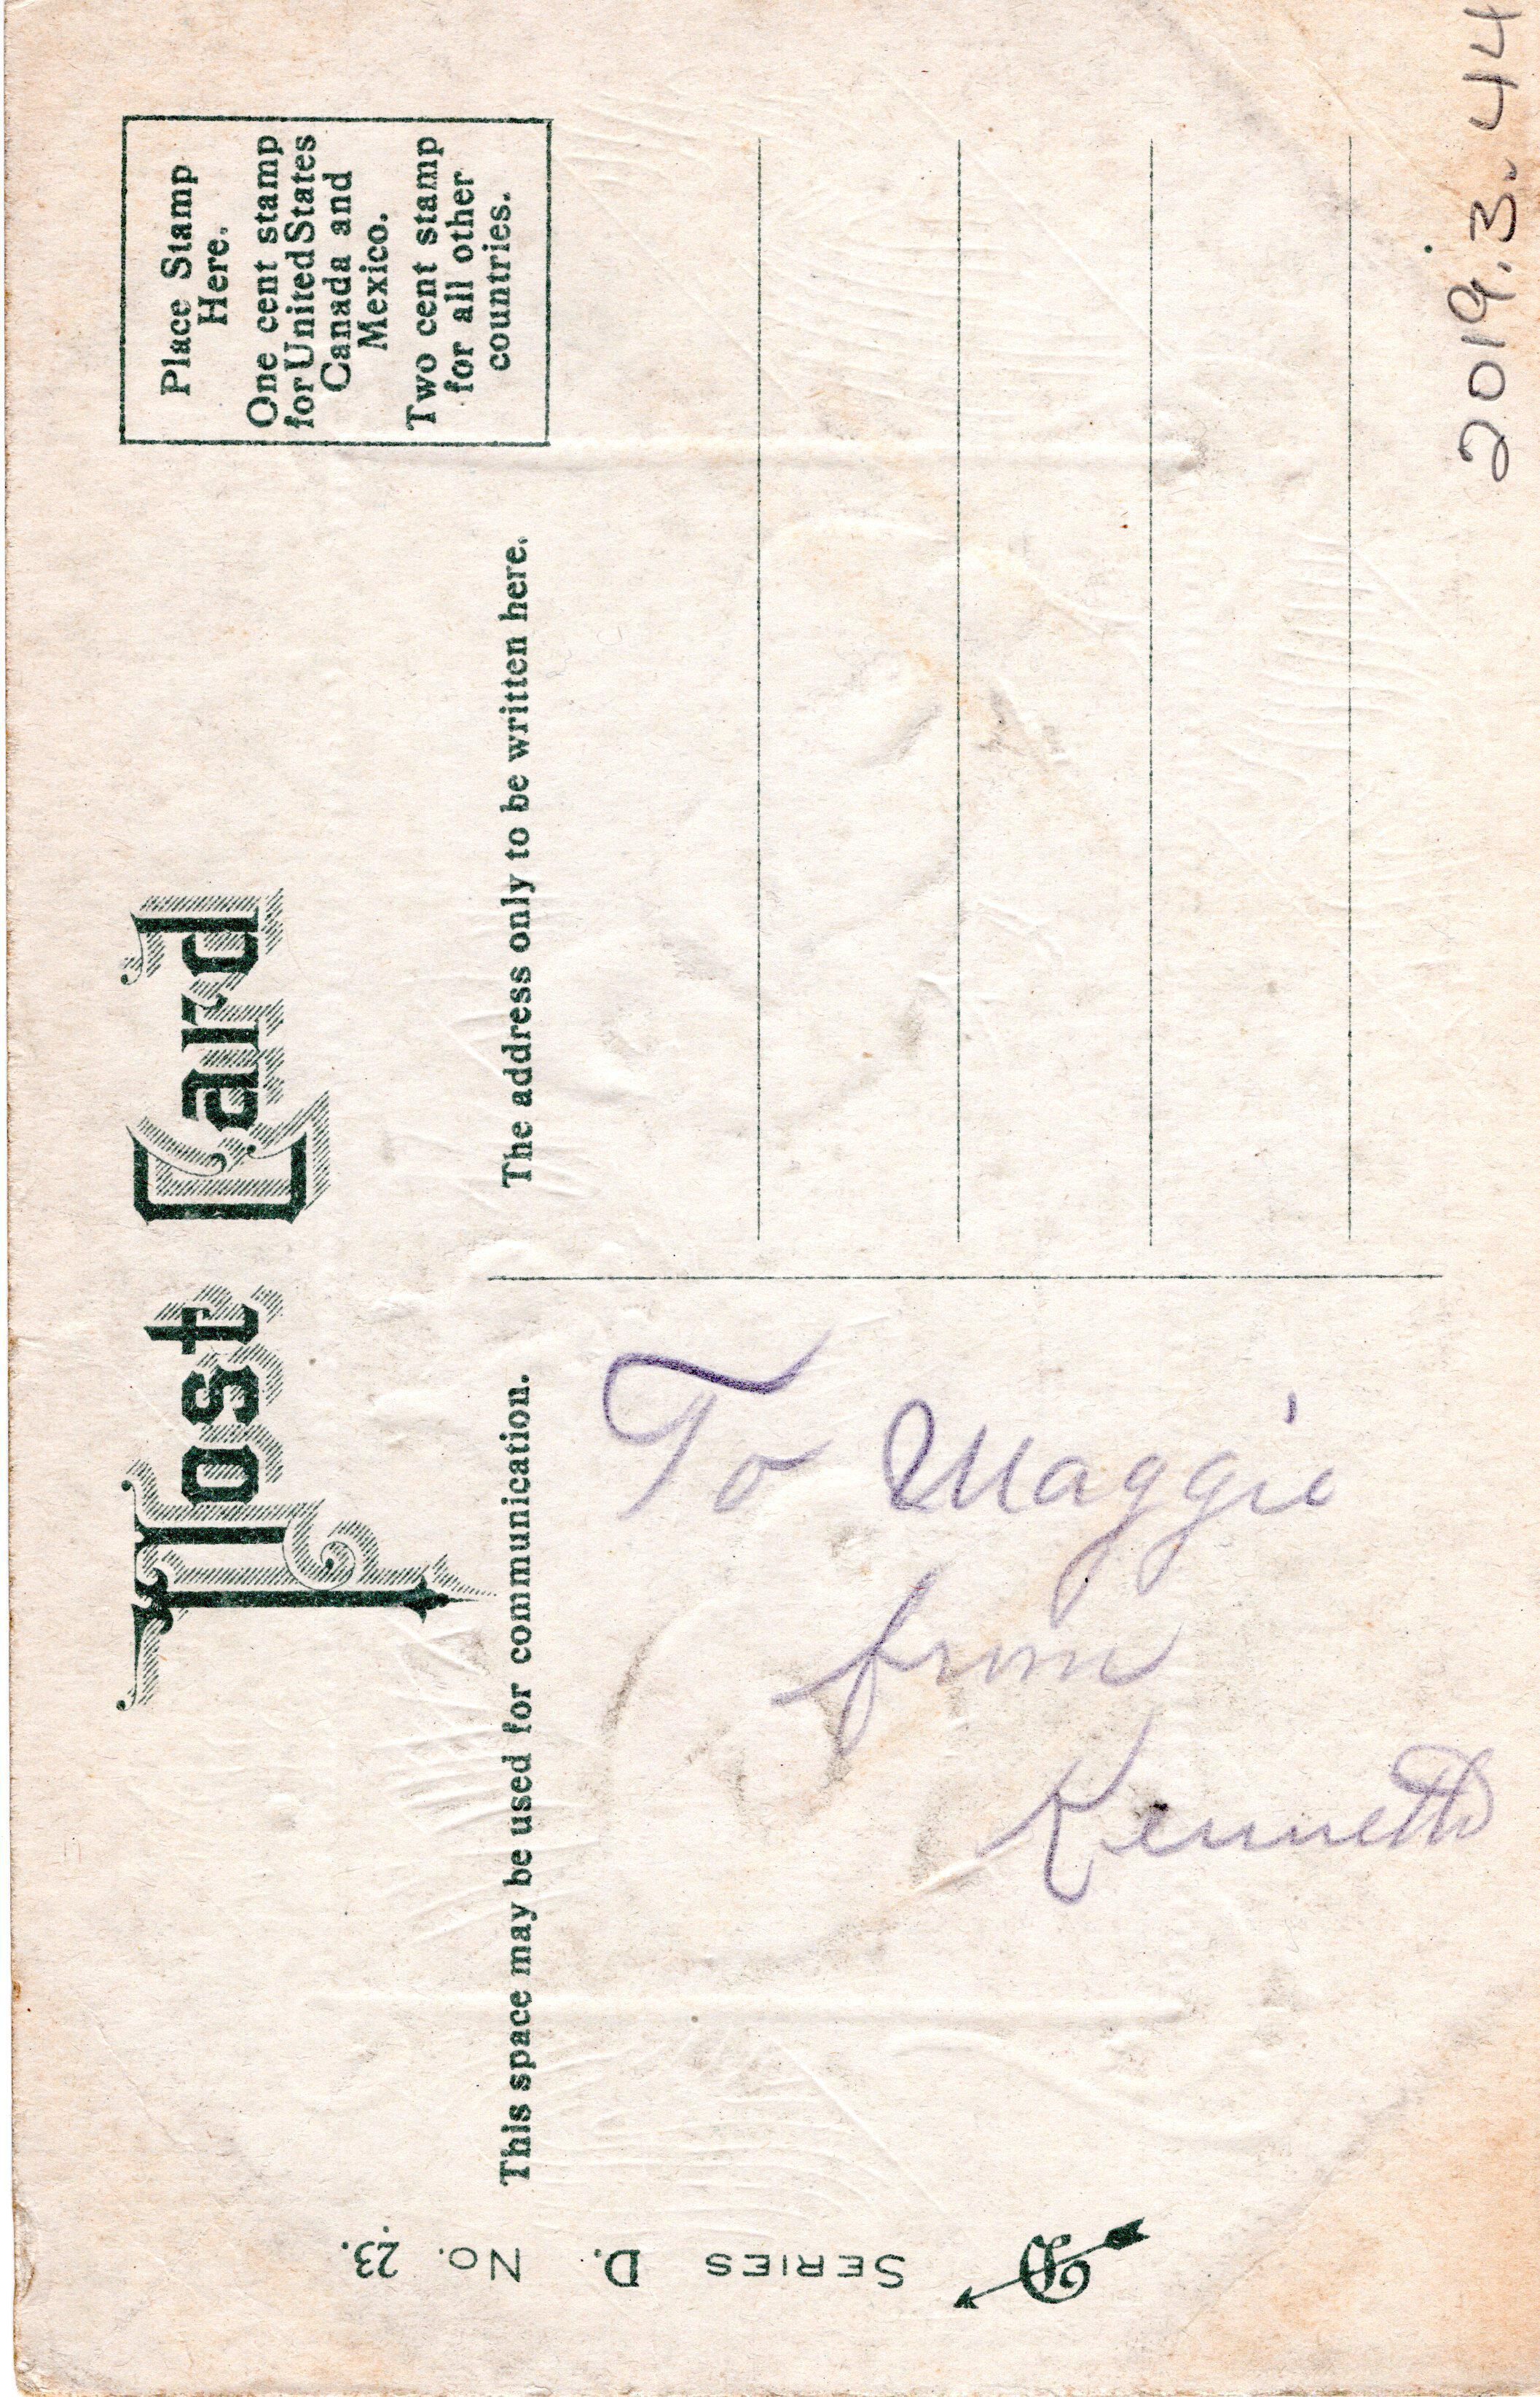 Post Card
Place Stamp
Here.
One cent stamp
for United States
Canada and
Mexico.
Two cent stamp
for all other
countries.
This space may be used for communication.
The address only to be written here.
To Maggie
from
Kenneth
SERIES D. No. 23.
2019.3.44